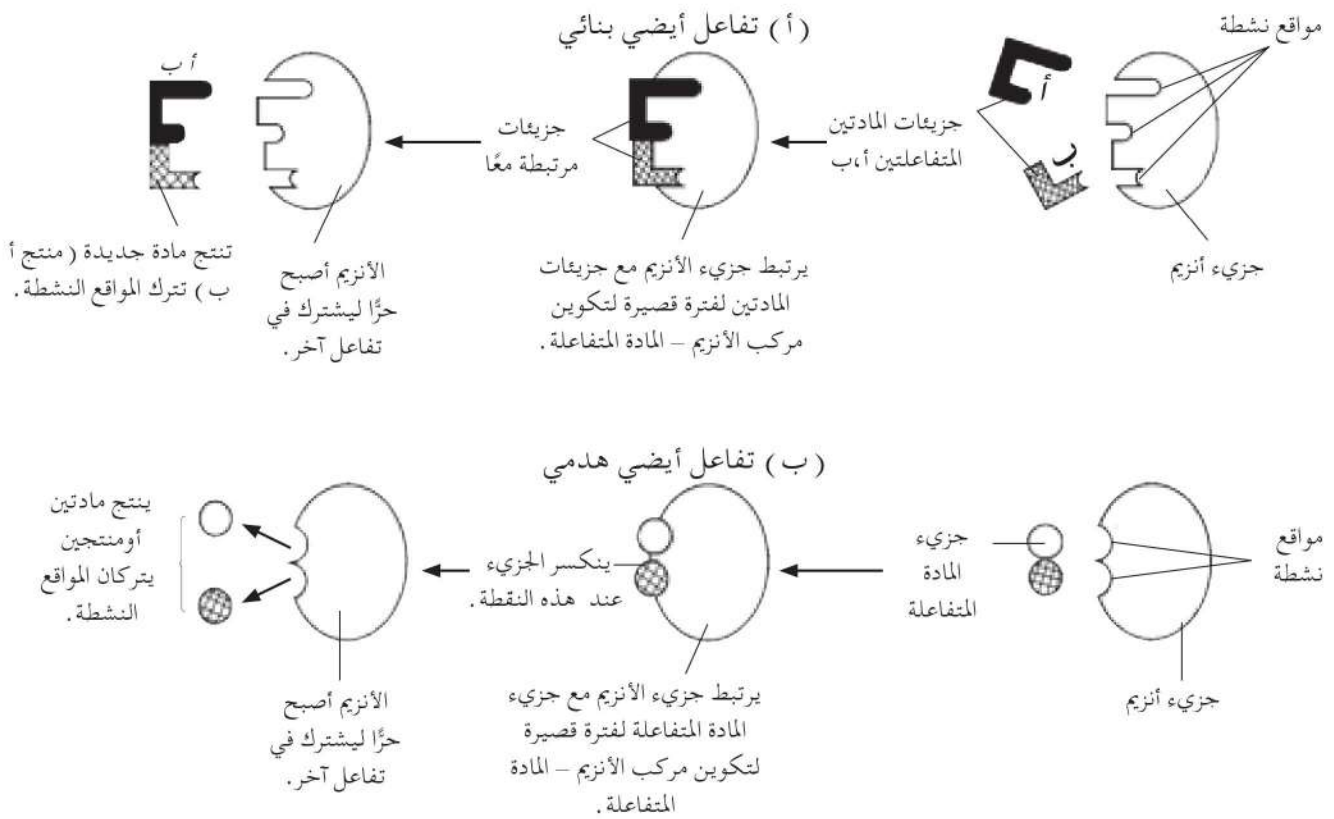 (أ) تفاعل أيضي بنائي
مواقع نشطة
أ
ب
جزيء أنزيم
جزيئات المادتين
المتفاعلتين أ،ب
يرتبط جزيء الأنزيم مع جزيئات
المادتين لفترة قصيرة لتكوين
مركب الأنزيم – المادة المتفاعلة.
جزيئات
مرتبطة معًا
الأنزيم أصبح
حرًّا ليشترك في
تفاعل آخر.
أ ب
تنتج مادة جديدة (منتج أ
ب) تترك المواقع النشطة.
(ب) تفاعل أيضي هدمي
مواقع
نشطة
جزيء أنزيم
جزيء
المادة
المتفاعلة
يرتبط جزيء الأنزيم مع جزيء
المادة المتفاعلة لفترة قصيرة
لتكوين مركب الأنزيم – المادة
المتفاعلة.
ينكسر الجزيء
عند هذه النقطة.
الأنزيم أصبح
حرًّا ليشترك في
تفاعل آخر.
ينتج مادتين
أومنتجين
يتركان المواقع
النشطة.